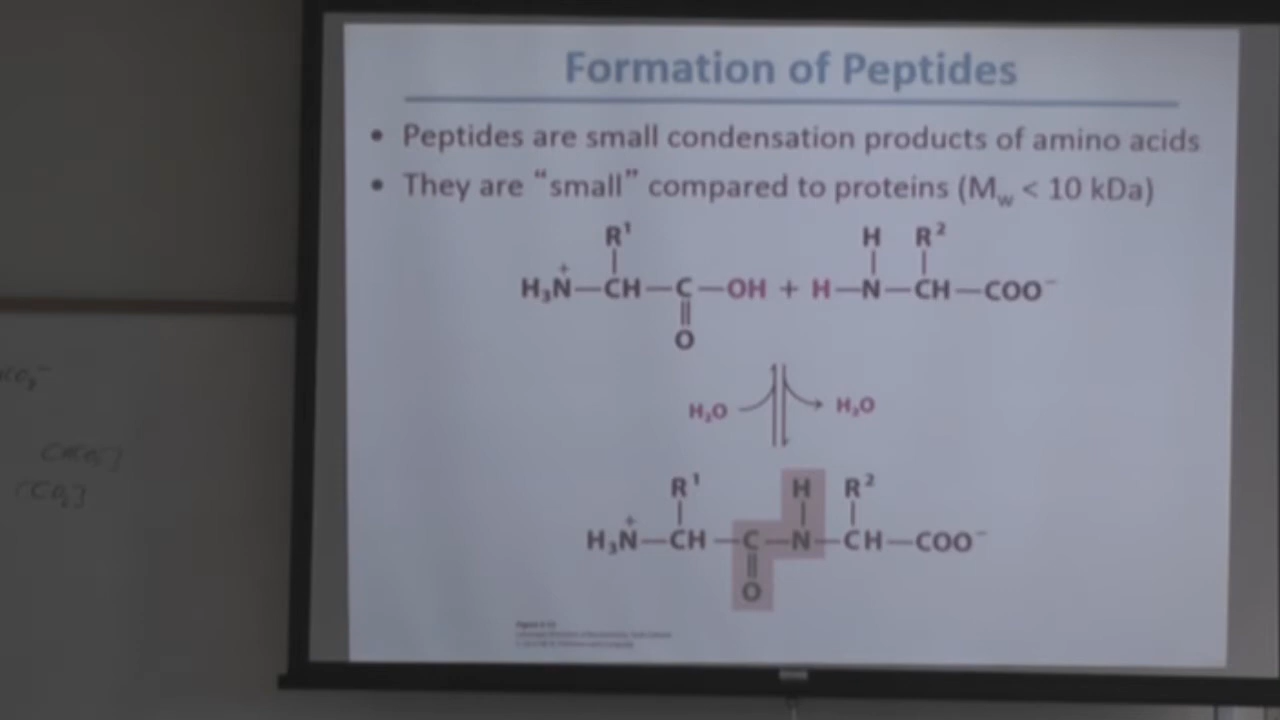 Formation of Peptides
• Peptides are small condensation products of amino acids
• They are “small” compared to proteins (Mw < 10 kDa)
R¹ H R²
H₃N⁺—CH—C—OH + H—N—CH—COO⁻
O
H₂O H₂O
R¹ H R²
H₃N⁺—CH—C—N—CH—COO⁻
O